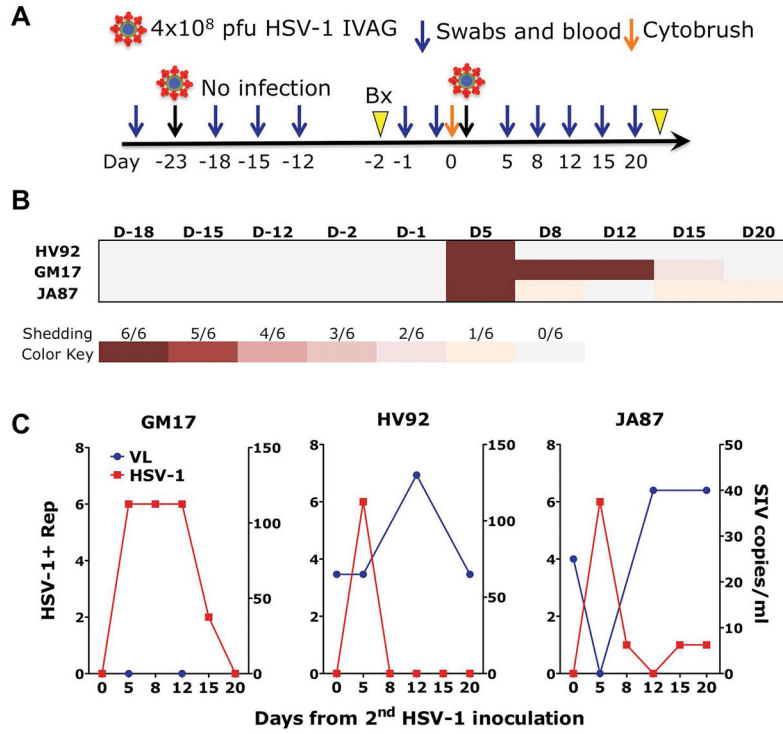 A
4x10⁸ pfu HSV-1 IVAG
Swabs and blood
Cytobrush
No infection
Bx
Day -23 -18 -15 -12 -2 -1 0 5 8 12 15 20
B
D-18 D-15 D-12 D-2 D-1 D5 D8 D12 D15 D20
HV92
GM17
JA87
Shedding 6/6 5/6 4/6 3/6 2/6 1/6 0/6
Color Key
C
GM17 HV92 JA87
VL
HSV-1
HSV-1+ Rep
8 6 4 2 0
150 100 50 0
0 5 8 12 15 20
8 6 4 2 0
150 100 50 0
0 5 8 12 15 20
8 6 4 2 0
50 40 30 20 10 0
0 5 8 12 15 20
SIV copies/ml
Days from 2ⁿᵈ HSV-1 inoculation